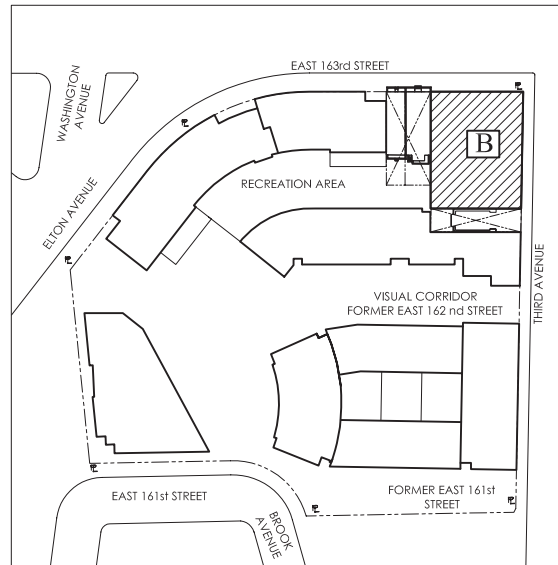 EAST 163rd STREET
WASHINGTON
AVENUE
B
ELTON AVENUE
RECREATION AREA
THIRD AVENUE
VISUAL CORRIDOR
FORMER EAST 162 nd STREET
EAST 161st STREET
FORMER EAST 161st
STREET
BROOK
AVENUE